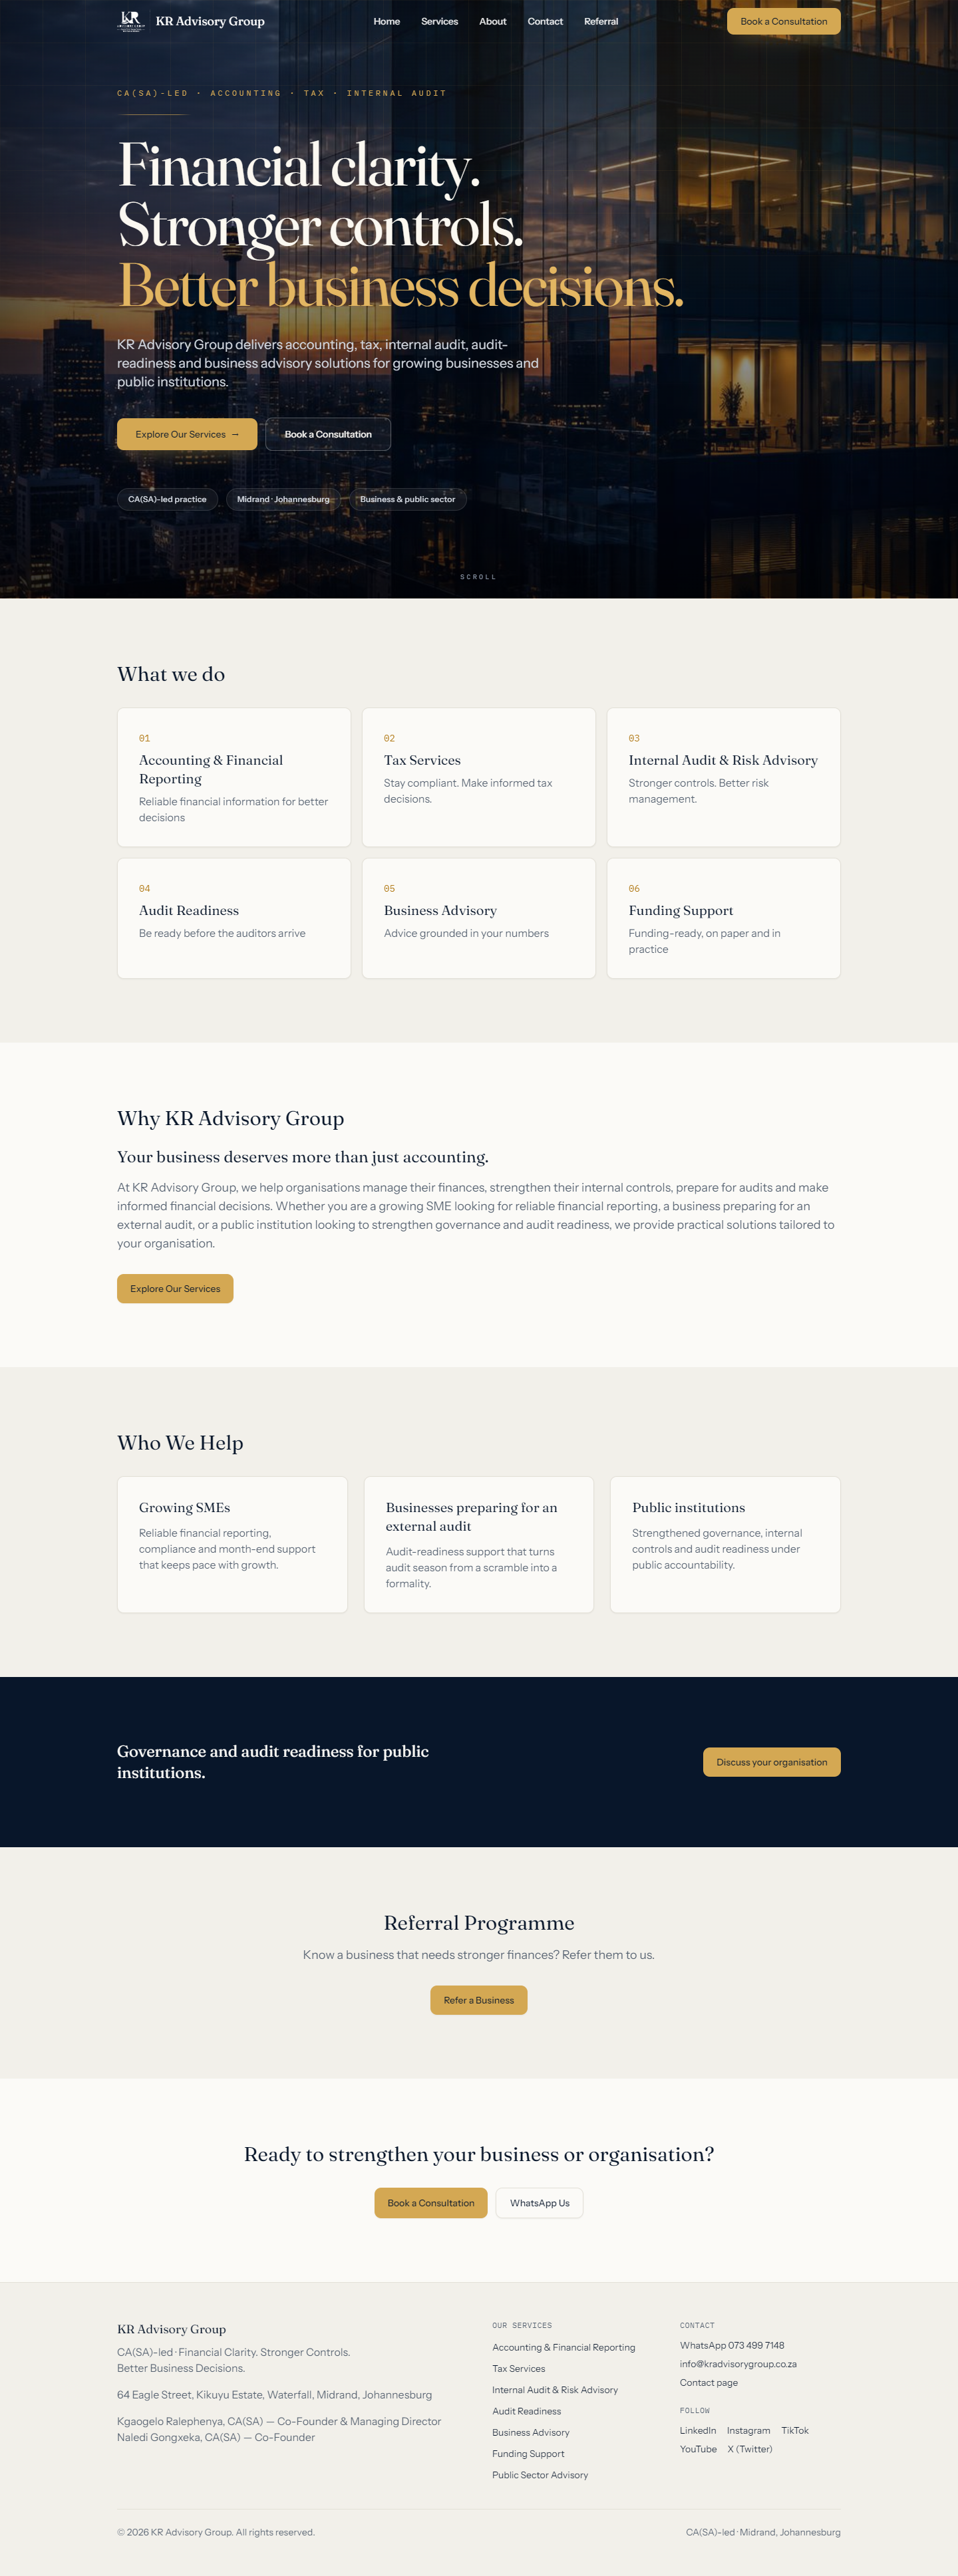 KR
KR Advisory Group
Home
Services
About
Contact
Referral
Book a Consultation
CA(SA)-LED · ACCOUNTING · TAX · INTERNAL AUDIT
Financial clarity.
Stronger controls.
Better business decisions.
KR Advisory Group delivers accounting, tax, internal audit, audit-
readiness and business advisory solutions for growing businesses and
public institutions.
Explore Our Services →
Book a Consultation
CA(SA)-led practice
Midrand · Johannesburg
Business & public sector
SCROLL
What we do
01
Accounting & Financial
Reporting
Reliable financial information for better
decisions
02
Tax Services
Stay compliant. Make informed tax
decisions.
03
Internal Audit & Risk Advisory
Stronger controls. Better risk
management.
04
Audit Readiness
Be ready before the auditors arrive
05
Business Advisory
Advice grounded in your numbers
06
Funding Support
Funding-ready, on paper and in
practice
Why KR Advisory Group
Your business deserves more than just accounting.
At KR Advisory Group, we help organisations manage their finances, strengthen their internal controls, prepare for audits and make
informed financial decisions. Whether you are a growing SME looking for reliable financial reporting, a business preparing for an
external audit, or a public institution looking to strengthen governance and audit readiness, we provide practical solutions tailored to
your organisation.
Explore Our Services
Who We Help
Growing SMEs
Reliable financial reporting,
compliance and month-end support
that keeps pace with growth.
Businesses preparing for an
external audit
Audit-readiness support that turns
audit season from a scramble into a
formality.
Public institutions
Strengthened governance, internal
controls and audit readiness under
public accountability.
Governance and audit readiness for public
institutions.
Discuss your organisation
Referral Programme
Know a business that needs stronger finances? Refer them to us.
Refer a Business
Ready to strengthen your business or organisation?
Book a Consultation
WhatsApp Us
KR Advisory Group
CA(SA)-led · Financial Clarity. Stronger Controls.
Better Business Decisions.
64 Eagle Street, Kikuyu Estate, Waterfall, Midrand, Johannesburg
Kgaogelo Ralephenya, CA(SA) — Co-Founder & Managing Director
Naledi Gongxeka, CA(SA) — Co-Founder
OUR SERVICES
Accounting & Financial Reporting
Tax Services
Internal Audit & Risk Advisory
Audit Readiness
Business Advisory
Funding Support
Public Sector Advisory
CONTACT
WhatsApp 073 499 7148
info@kradvisorygroup.co.za
Contact page
FOLLOW
LinkedIn Instagram TikTok
YouTube X (Twitter)
© 2026 KR Advisory Group. All rights reserved.
CA(SA)-led · Midrand, Johannesburg